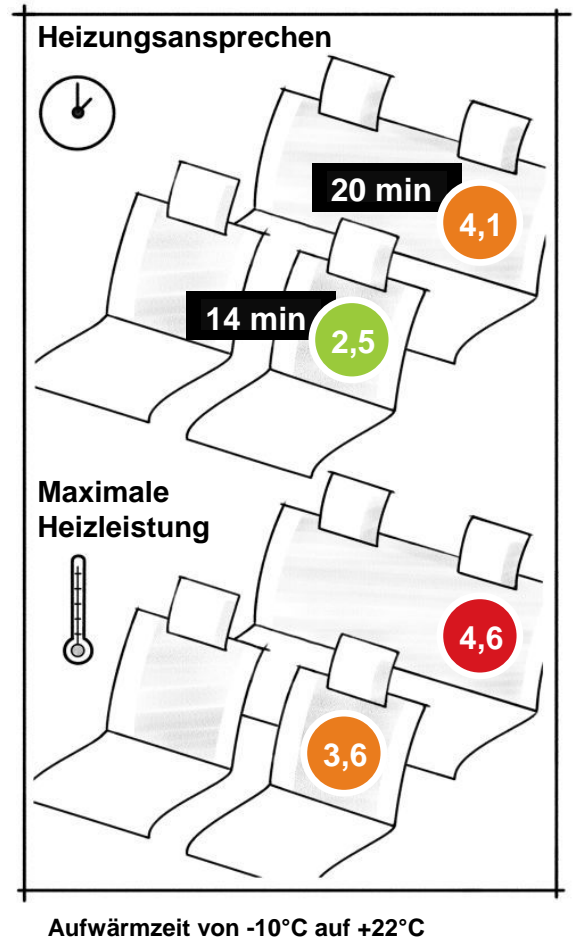 Heizungsansprechen
20 min
4,1
14 min
2,5
Maximale
Heizleistung
4,6
3,6
Aufwärmzeit von -10°C auf +22°C